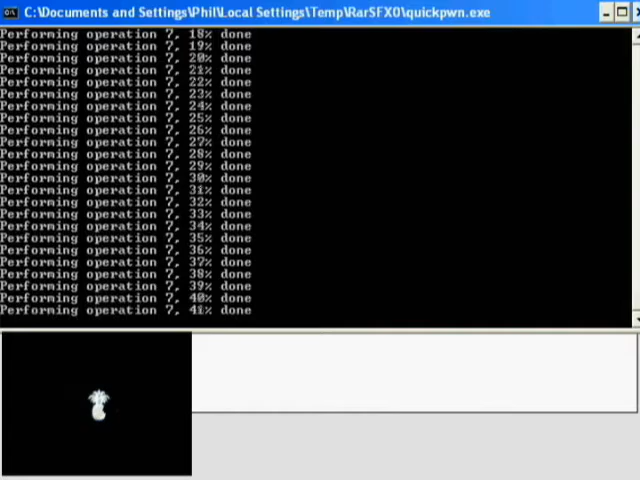 C:\Documents and Settings\Phil\Local Settings\Temp\RarSFX0\quickpwn.exe
Performing operation 7, 18% done
Performing operation 7, 19% done
Performing operation 7, 20% done
Performing operation 7, 21% done
Performing operation 7, 22% done
Performing operation 7, 23% done
Performing operation 7, 24% done
Performing operation 7, 25% done
Performing operation 7, 26% done
Performing operation 7, 27% done
Performing operation 7, 28% done
Performing operation 7, 29% done
Performing operation 7, 30% done
Performing operation 7, 31% done
Performing operation 7, 32% done
Performing operation 7, 33% done
Performing operation 7, 34% done
Performing operation 7, 35% done
Performing operation 7, 36% done
Performing operation 7, 37% done
Performing operation 7, 38% done
Performing operation 7, 39% done
Performing operation 7, 40% done
Performing operation 7, 41% done